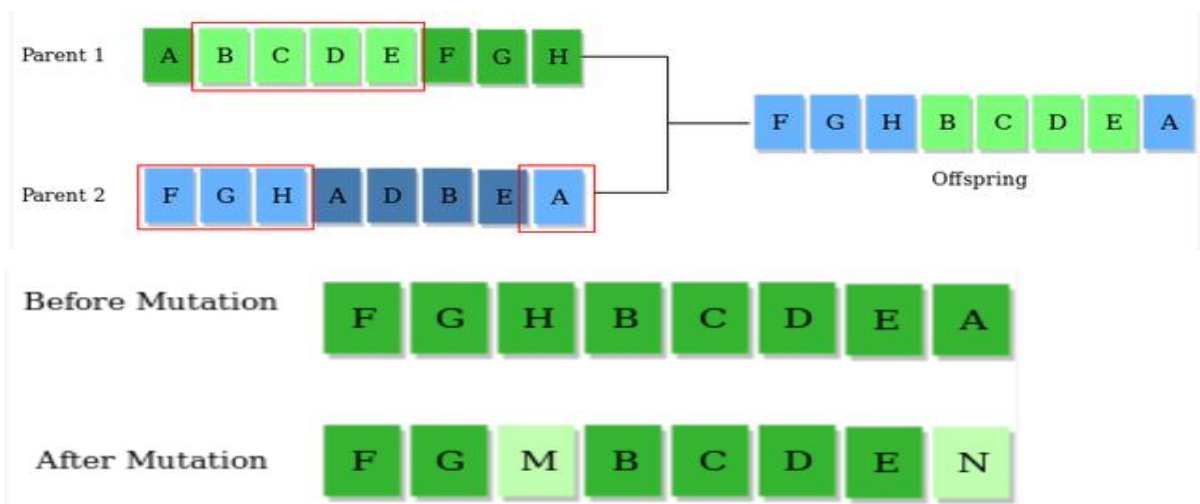 Parent 1 A B C D E F G H
F G H B C D E A
Offspring
Parent 2 F G H A D B E A
Before Mutation F G H B C D E A
After Mutation F G M B C D E N